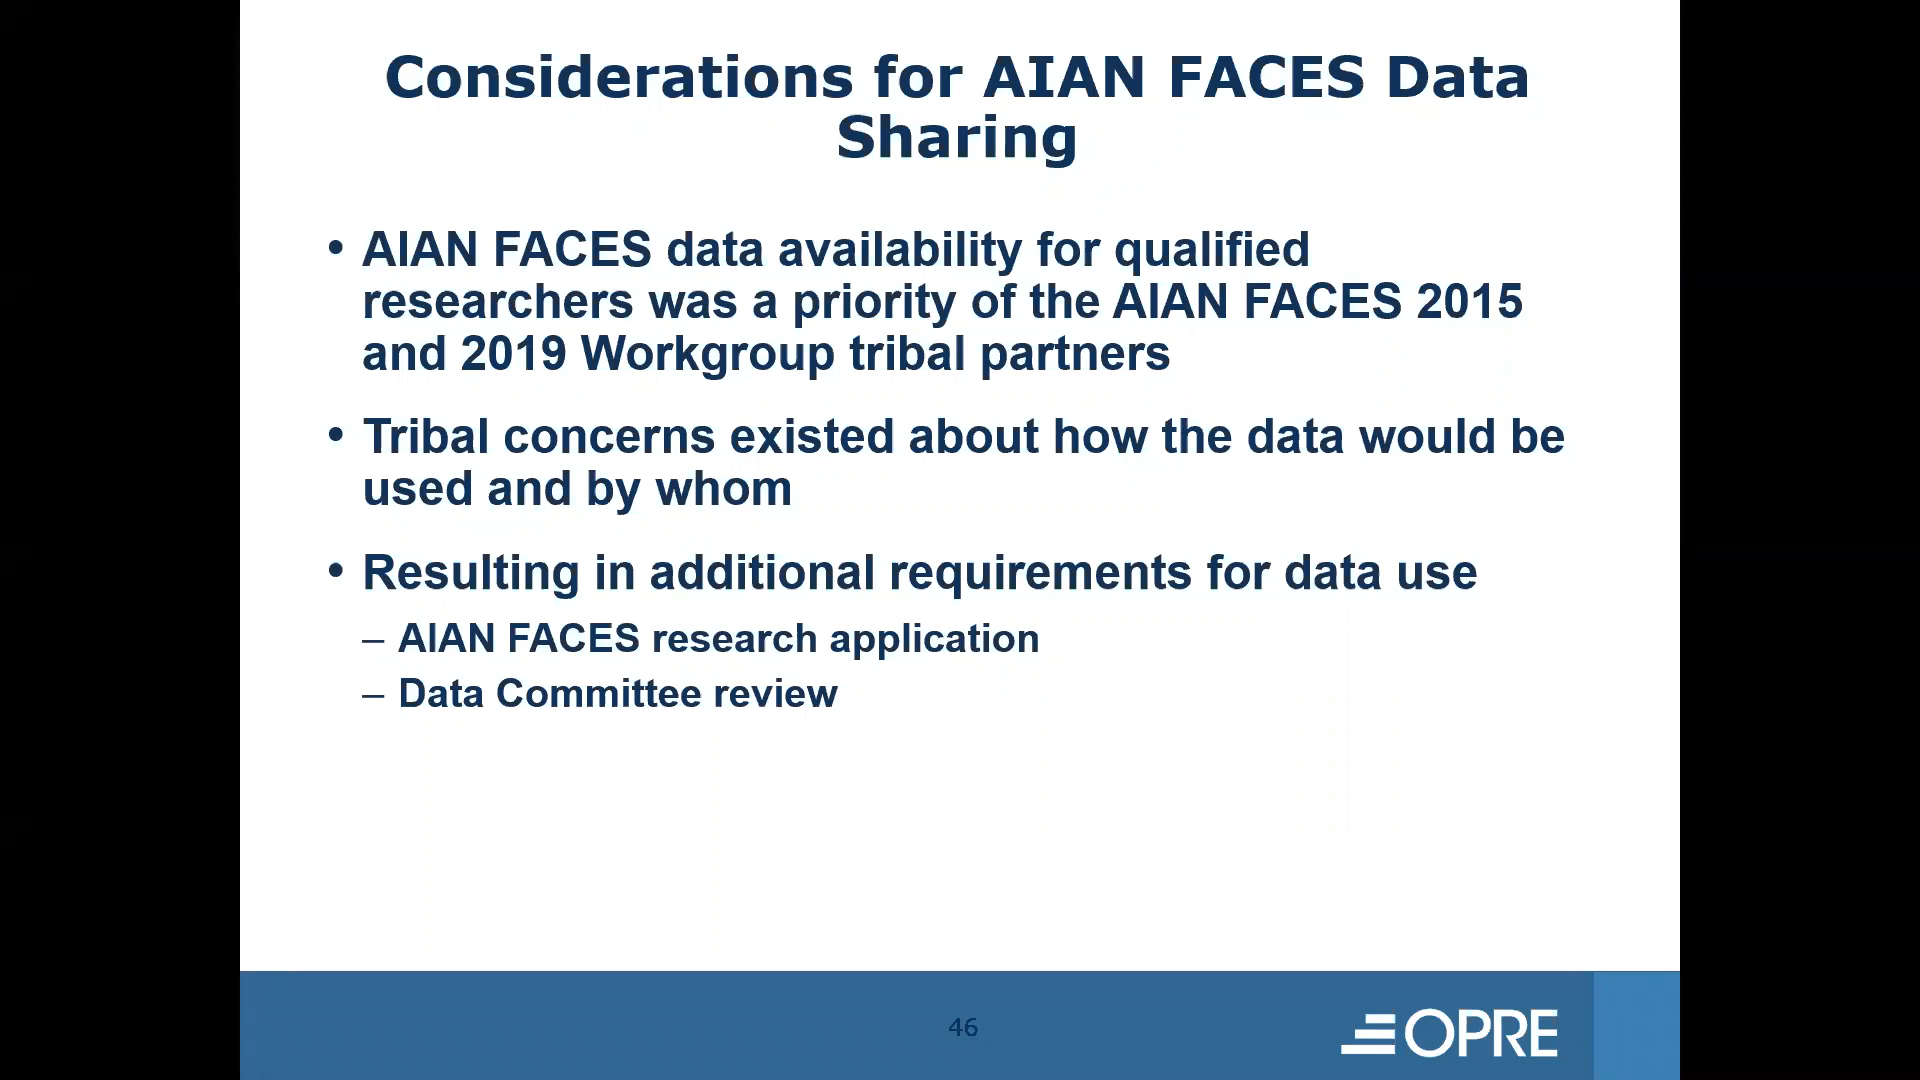 Considerations for AIAN FACES Data
Sharing
• AIAN FACES data availability for qualified
researchers was a priority of the AIAN FACES 2015
and 2019 Workgroup tribal partners
• Tribal concerns existed about how the data would be
used and by whom
• Resulting in additional requirements for data use
– AIAN FACES research application
– Data Committee review
46
OPRE